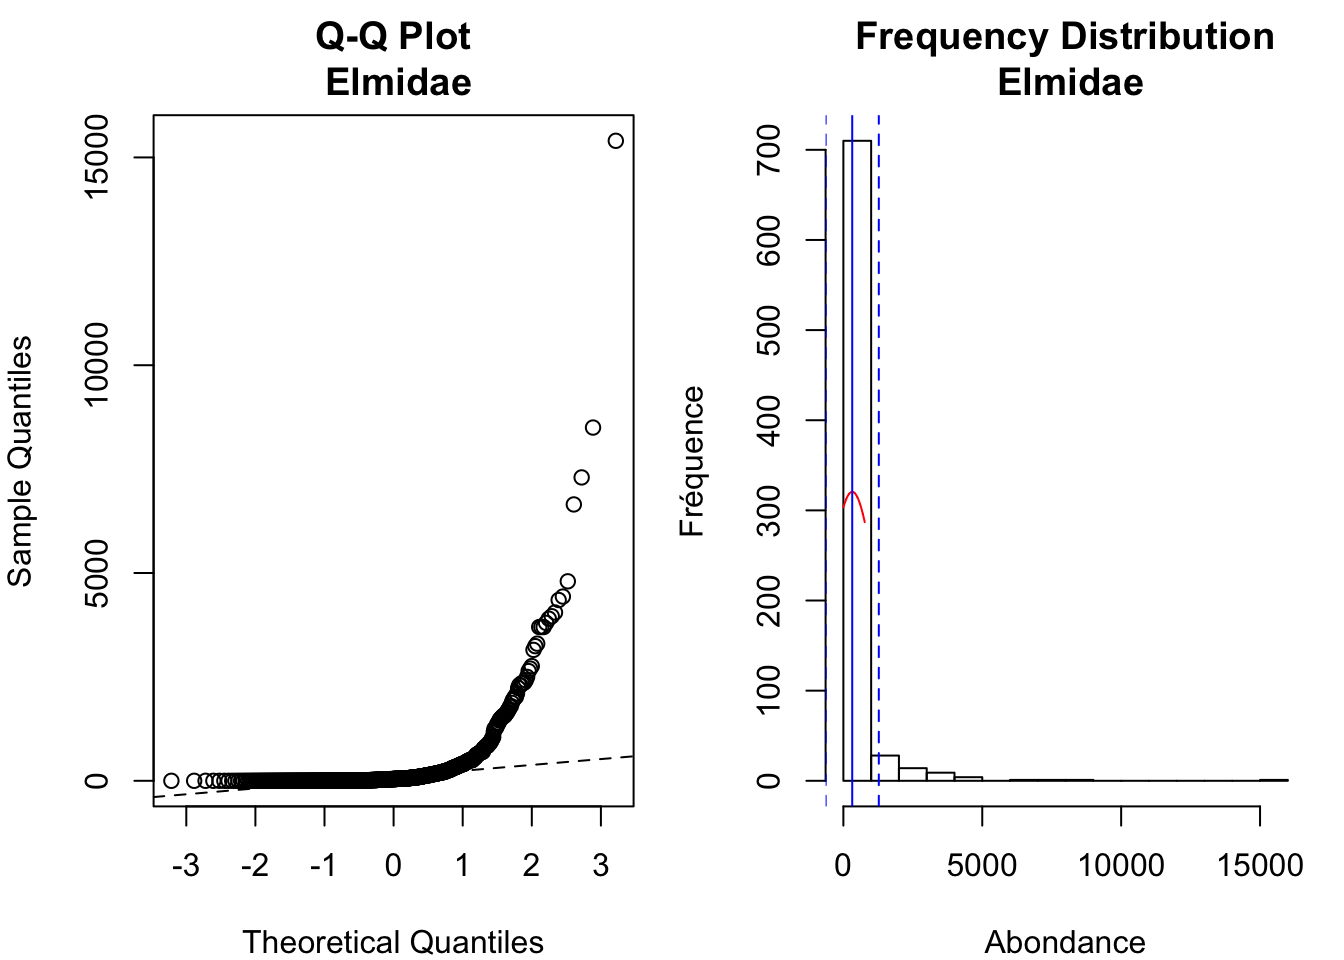 Q-Q Plot
Elmidae
Sample Quantiles
15000
10000
5000
0
-3 -2 -1 0 1 2 3
Theoretical Quantiles
Frequency Distribution
Elmidae
Fréquence
700
600
500
400
300
200
100
0
0 5000 10000 15000
Abondance